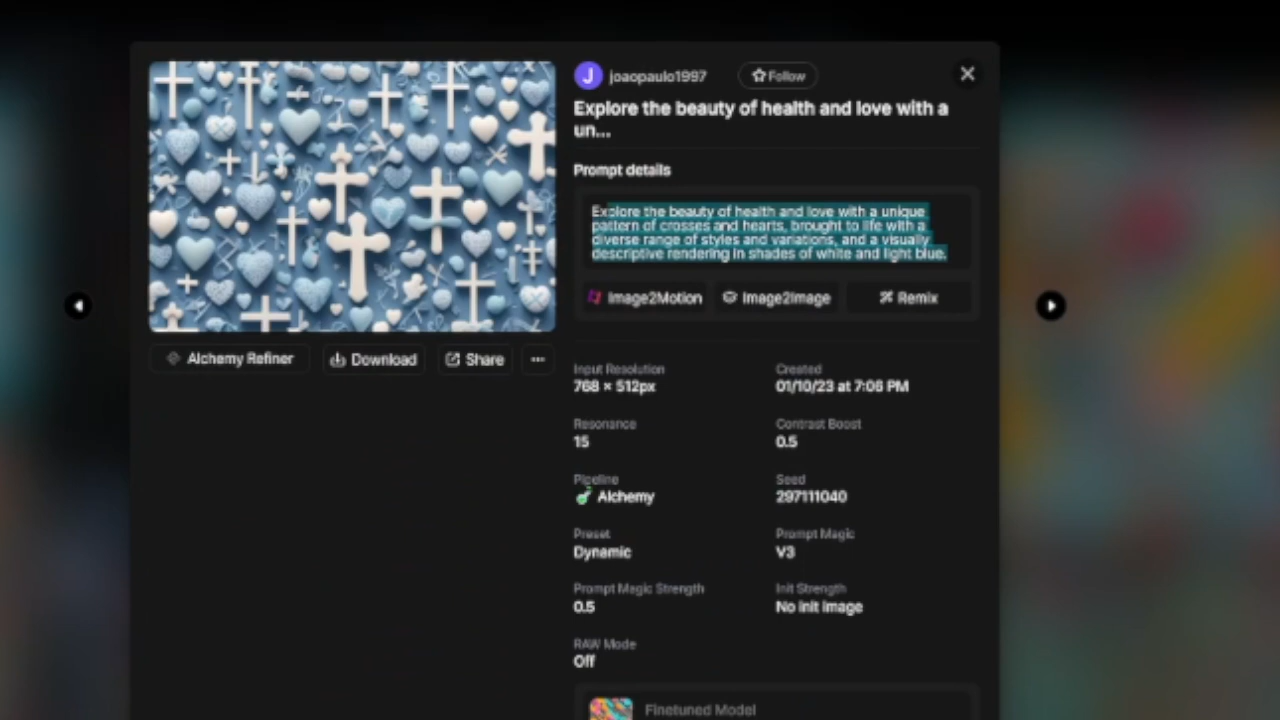 J joaopaulo1997
Follow
Explore the beauty of health and love with a
un...
Prompt details
Explore the beauty of health and love with a unique
pattern of crosses and hearts, brought to life with a
diverse range of styles and variations, and a visually
descriptive rendering in shades of white and light blue.
Image2Motion Image2Image Remix
Alchemy Refiner Download Share
Input Resolution Created
768 × 512px 01/10/23 at 7:06 PM
Resonance Contrast Boost
15 0.5
Pipeline Seed
Alchemy 297111040
Preset Prompt Magic
Dynamic V3
Prompt Magic Strength Init Strength
0.5 No init image
RAW Mode
Off
Finetuned Model